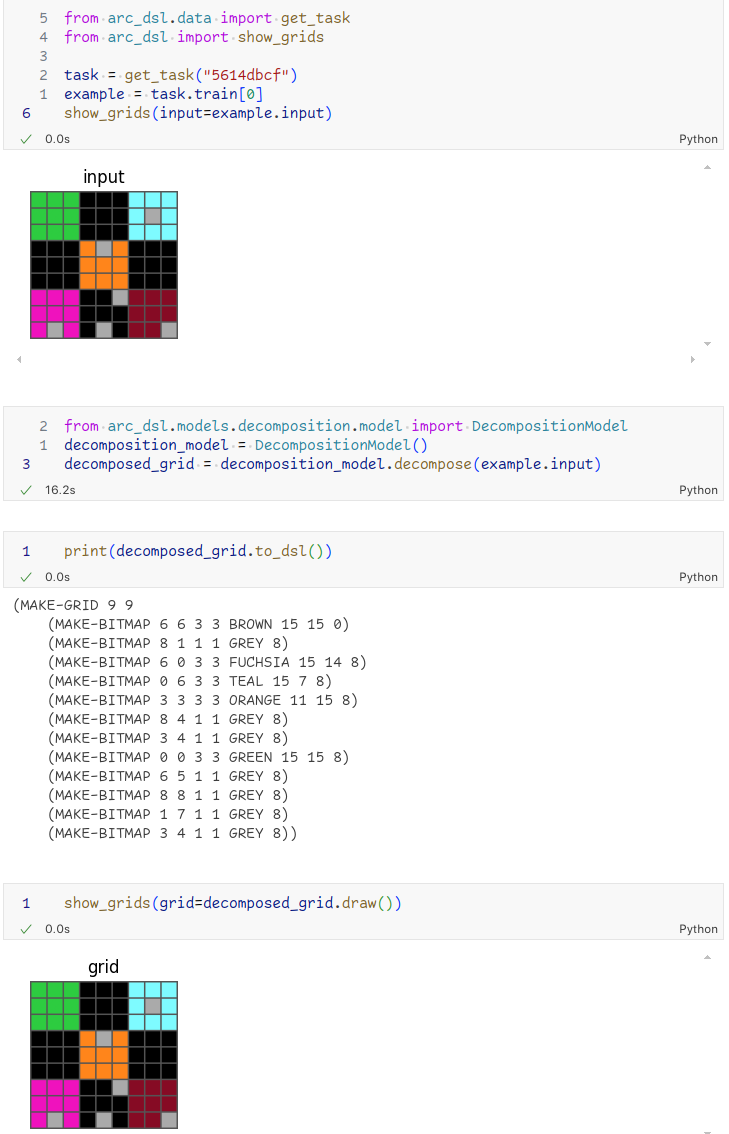 5 from arc_dsl.data import get_task
4 from arc_dsl import show_grids
3
2 task = get_task("5614dbcf")
1 example = task.train[0]
6 show_grids(input=example.input)
0.0s Python
input
2 from arc_dsl.models.decomposition.model import DecompositionModel
1 decomposition_model = DecompositionModel()
3 decomposed_grid = decomposition_model.decompose(example.input)
16.2s Python
1 print(decomposed_grid.to_dsl())
0.0s Python
(MAKE-GRID 9 9
(MAKE-BITMAP 6 6 3 3 BROWN 15 15 0)
(MAKE-BITMAP 8 1 1 1 GREY 8)
(MAKE-BITMAP 6 0 3 3 FUCHSIA 15 14 8)
(MAKE-BITMAP 0 6 3 3 TEAL 15 7 8)
(MAKE-BITMAP 3 3 3 3 ORANGE 11 15 8)
(MAKE-BITMAP 8 4 1 1 GREY 8)
(MAKE-BITMAP 3 4 1 1 GREY 8)
(MAKE-BITMAP 0 0 3 3 GREEN 15 15 8)
(MAKE-BITMAP 6 5 1 1 GREY 8)
(MAKE-BITMAP 8 8 1 1 GREY 8)
(MAKE-BITMAP 1 7 1 1 GREY 8)
(MAKE-BITMAP 3 4 1 1 GREY 8))
1 show_grids(grid=decomposed_grid.draw())
0.0s Python
grid